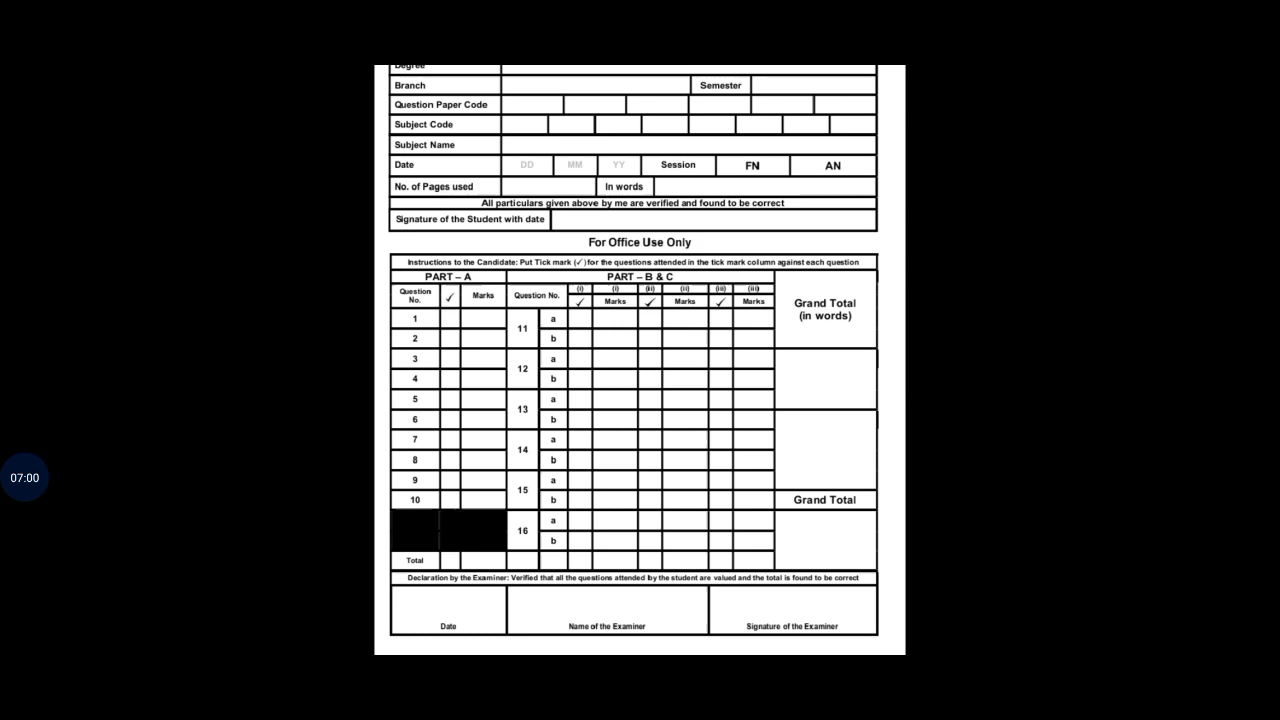 Degree
Branch Semester
Question Paper Code
Subject Code
Subject Name
Date DD MM YY Session FN AN
No. of Pages used In words
All particulars given above by me are verified and found to be correct
Signature of the Student with date
For Office Use Only
Instructions to the Candidate: Put Tick mark (✓) for the questions attended in the tick mark column against each question
PART – A PART – B & C
Question No. ✓ Marks Question No. (i) (i) (ii) (ii) (iii) (iii)
✓ Marks ✓ Marks ✓ Marks
Grand Total
(in words)
1 11 a
2 b
3 12 a
4 b
5 13 a
6 b
7 14 a
8 b
9 15 a
10 b Grand Total
16 a
b
Total
Declaration by the Examiner: Verified that all the questions attended by the student are valued and the total is found to be correct
Date Name of the Examiner Signature of the Examiner
07:00